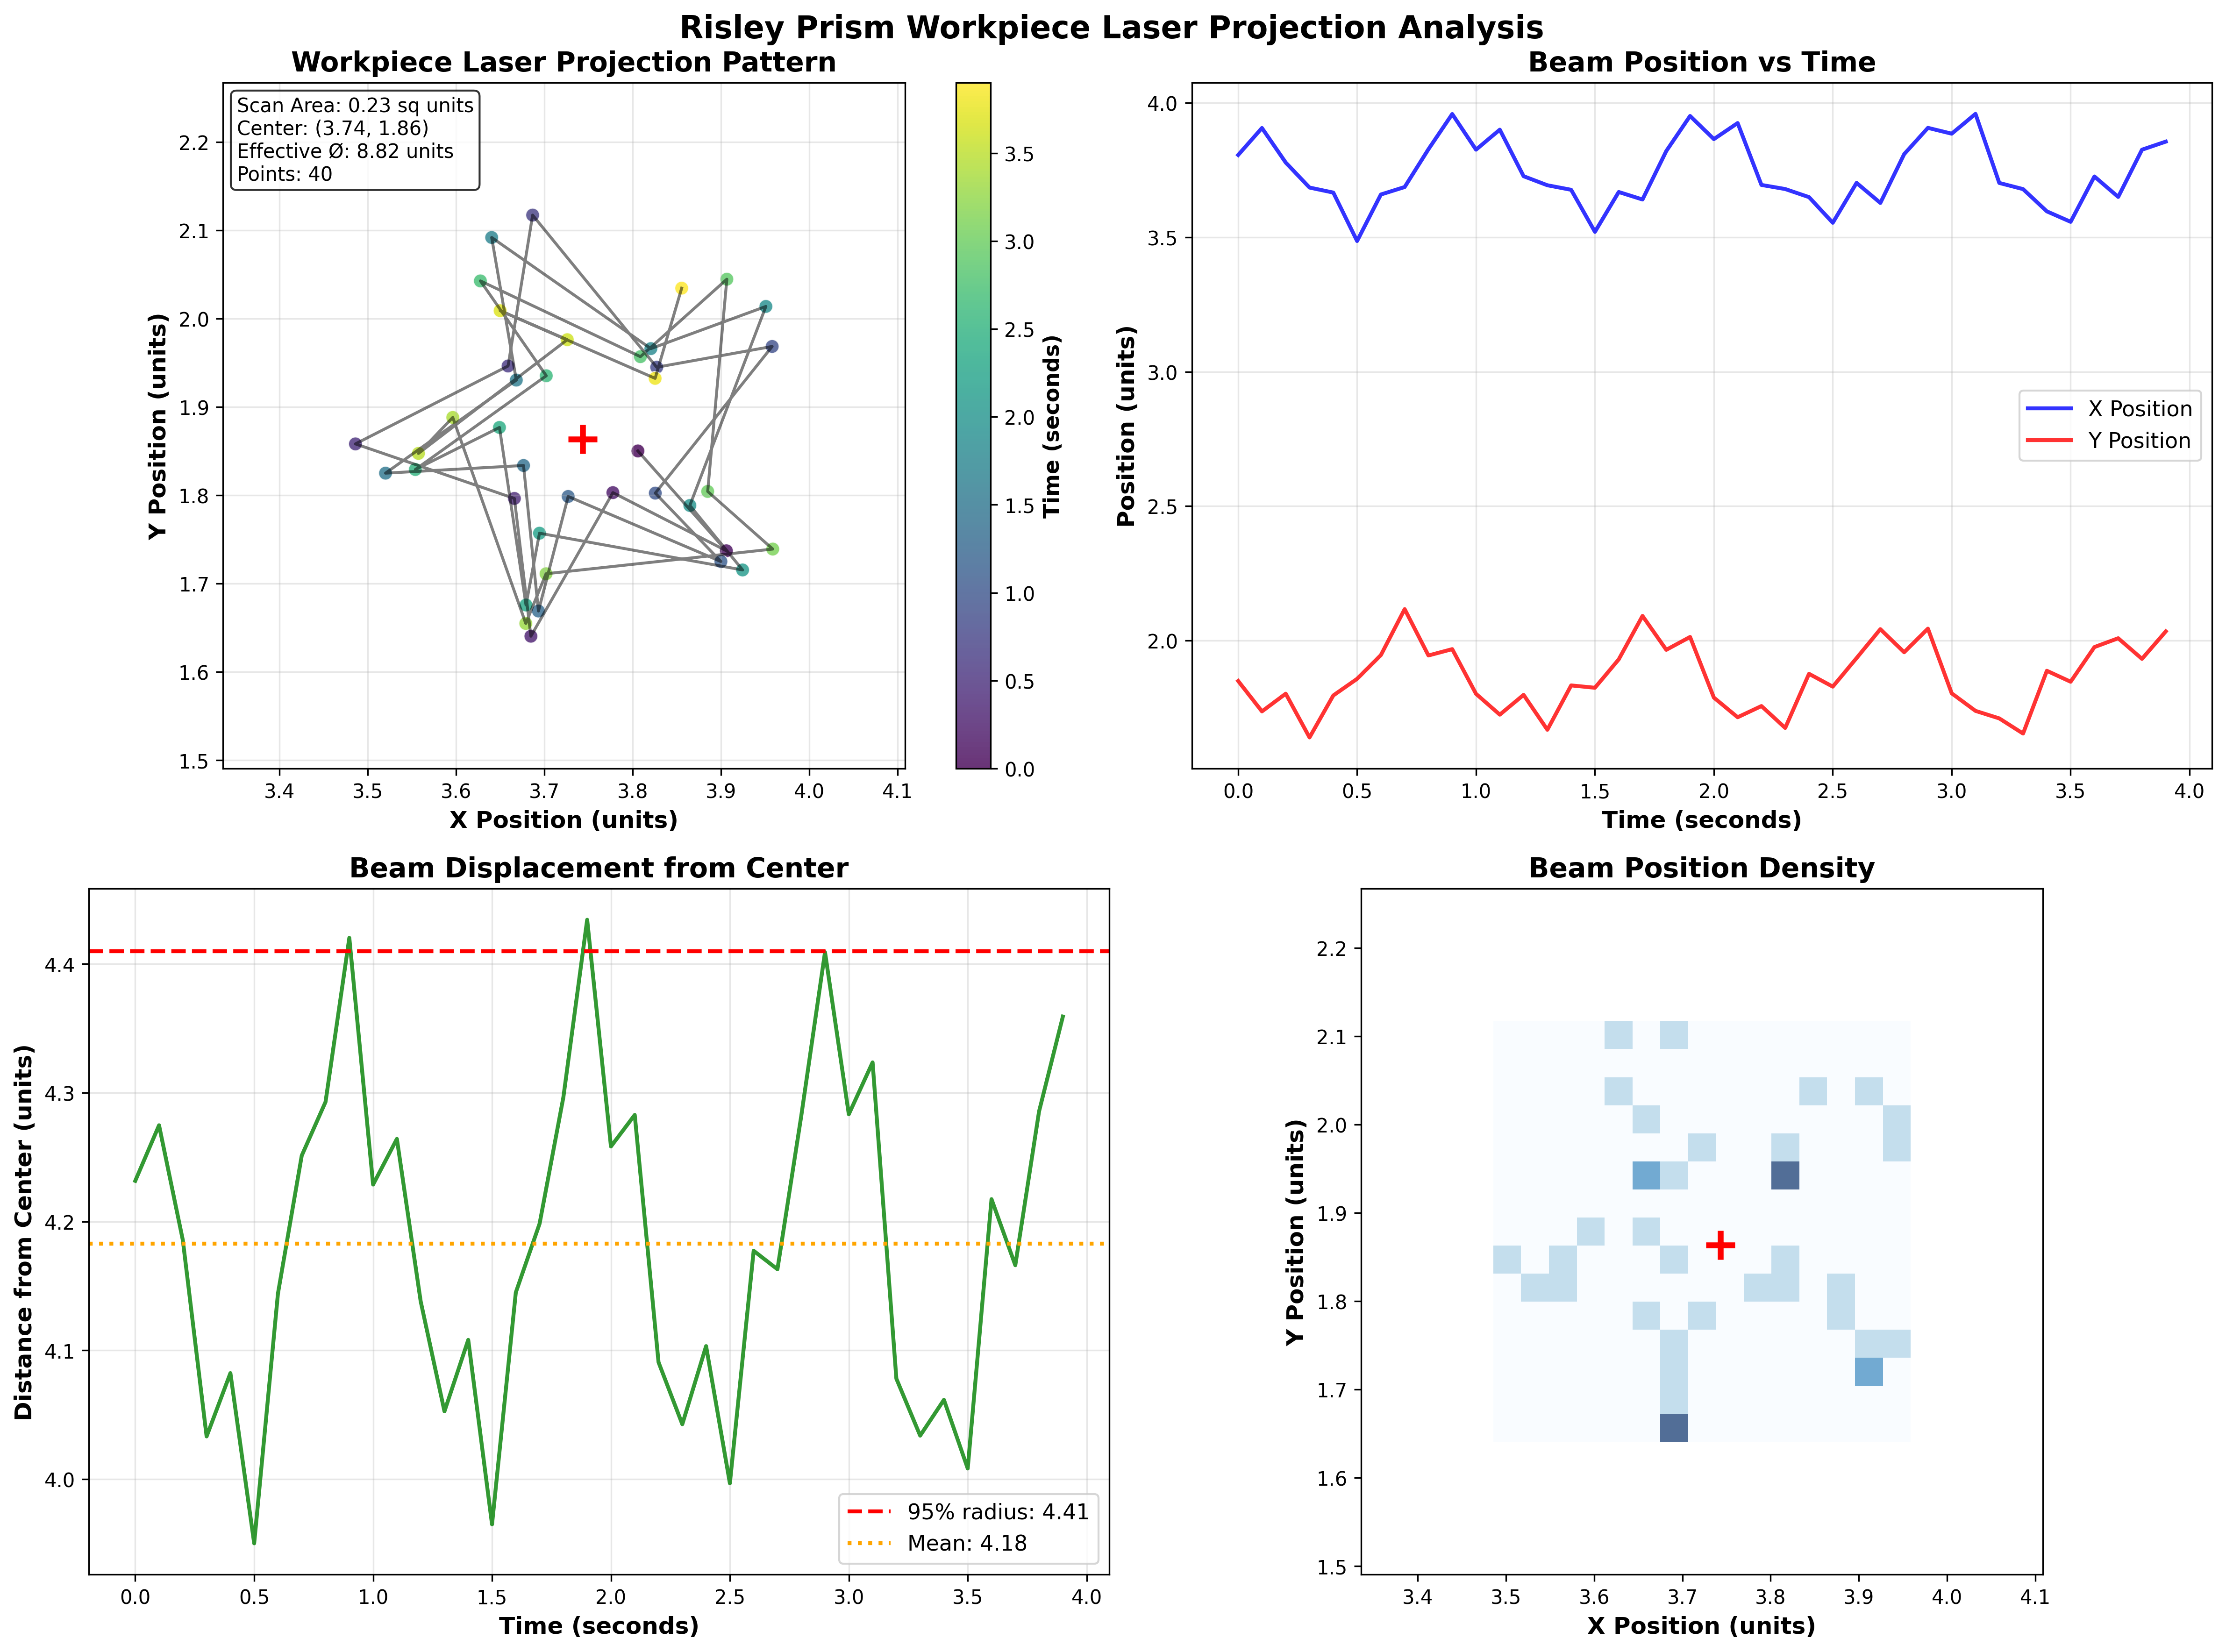 Risley Prism Workpiece Laser Projection Analysis
Workpiece Laser Projection Pattern
Scan Area: 0.23 sq units
Center: (3.74, 1.86)
Effective Ø: 8.82 units
Points: 40
2.2
2.1
2.0
1.9
1.8
1.7
1.6
1.5
Y Position (units)
3.4 3.5 3.6 3.7 3.8 3.9 4.0 4.1
X Position (units)
3.5
3.0
2.5
2.0
1.5
1.0
0.5
0.0
Time (seconds)
Beam Position vs Time
4.0
3.5
3.0
2.5
2.0
Position (units)
X Position
Y Position
0.0 0.5 1.0 1.5 2.0 2.5 3.0 3.5 4.0
Time (seconds)
Beam Displacement from Center
4.4
4.3
4.2
4.1
4.0
Distance from Center (units)
95% radius: 4.41
Mean: 4.18
0.0 0.5 1.0 1.5 2.0 2.5 3.0 3.5 4.0
Time (seconds)
Beam Position Density
2.2
2.1
2.0
1.9
1.8
1.7
1.6
1.5
Y Position (units)
3.4 3.5 3.6 3.7 3.8 3.9 4.0 4.1
X Position (units)